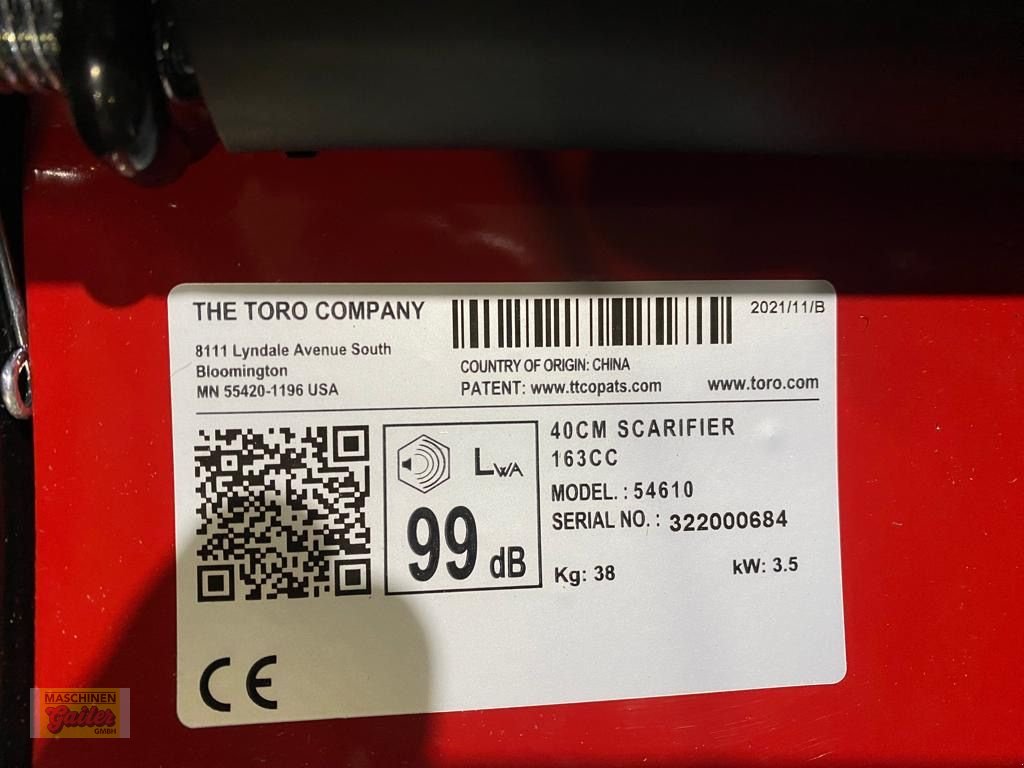 THE TORO COMPANY
8111 Lyndale Avenue South
Bloomington
MN 55420-1196 USA
2021/11/B
COUNTRY OF ORIGIN: CHINA
PATENT: www.ttcopats.com
www.toro.com
LWA
99 dB
40CM SCARIFIER
163CC
MODEL. : 54610
SERIAL NO. : 322000684
Kg: 38
kW: 3.5
CE
MASCHINEN
Gailer
GMBH